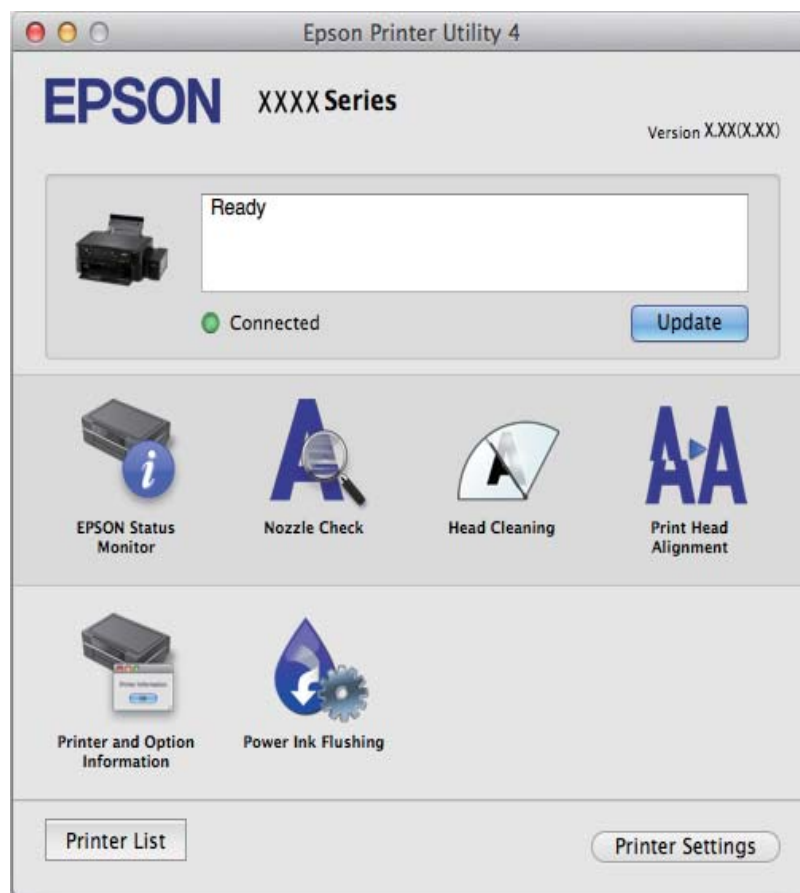 Epson Printer Utility 4
EPSON XXXX Series
Version X.XX(X.XX)
Ready
Connected
Update
EPSON Status
Monitor
Nozzle Check
Head Cleaning
Print Head
Alignment
Printer and Option
Information
Power Ink Flushing
Printer List
Printer Settings